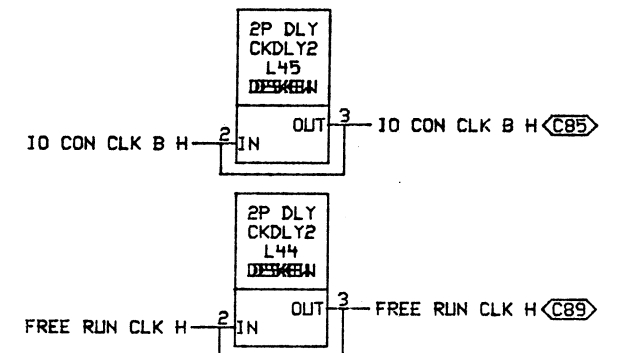 2P DLY
CKDLY2
L45
OUT 3 IO CON CLK B H C85
IO CON CLK B H 2 IN
2P DLY
CKDLY2
L44
OUT 3 FREE RUN CLK H C89
FREE RUN CLK H 2 IN